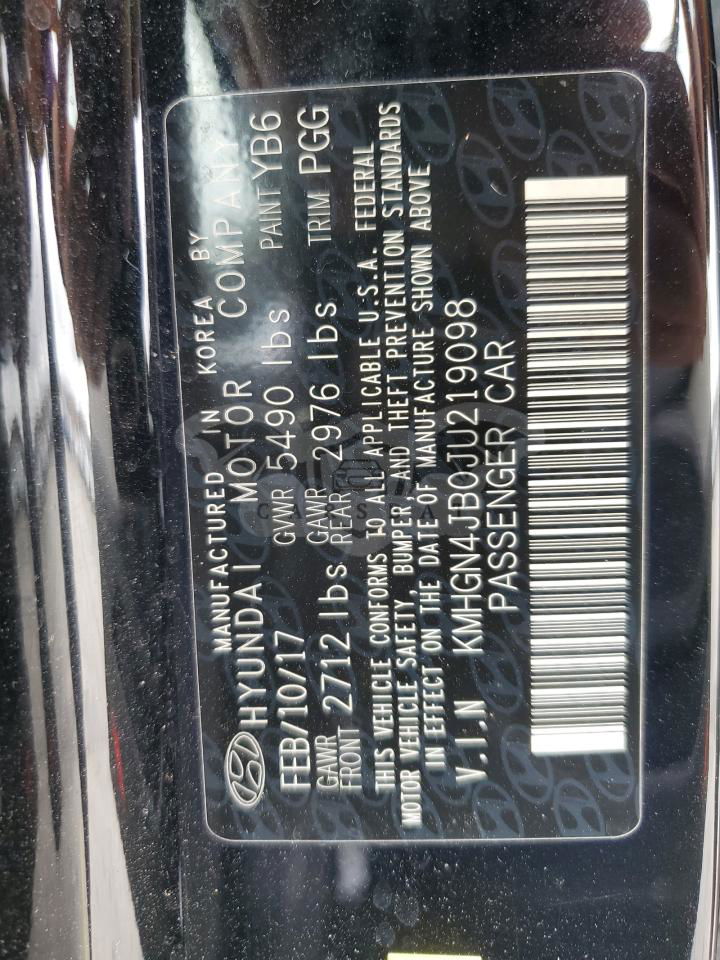 MANUFACTURED IN KOREA BY
HYUNDAI MOTOR COMPANY
FEB/10/17 GVWR 5490 lbs PAINT YB6
GAWR FRONT 2712 lbs GAWR REAR 2976 lbs TRIM PGG
THIS VEHICLE CONFORMS TO ALL APPLICABLE U.S.A. FEDERAL
MOTOR VEHICLE SAFETY, BUMPER, AND THEFT PREVENTION STANDARDS
IN EFFECT ON THE DATE OF MANUFACTURE SHOWN ABOVE
V.I.N KMHGN4JB0JU219098
PASSENGER CAR